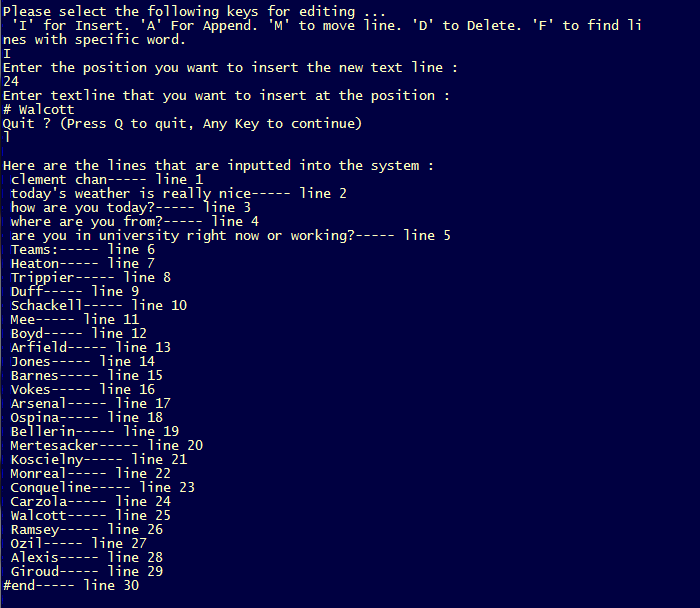 Please select the following keys for editing ...
'I' for Insert. 'A' For Append. 'M' to move line. 'D' to Delete. 'F' to find li
nes with specific word.
I
Enter the position you want to insert the new text line :
24
Enter textline that you want to insert at the position :
# Walcott
Quit ? (Press Q to quit, Any Key to continue)
l
Here are the lines that are inputted into the system :
clement chan----- line 1
today's weather is really nice----- line 2
how are you today?----- line 3
where are you from?----- line 4
are you in university right now or working?----- line 5
Teams:----- line 6
Heaton----- line 7
Trippier----- line 8
Duff----- line 9
Schackell----- line 10
Mee----- line 11
Boyd----- line 12
Arfield----- line 13
Jones----- line 14
Barnes----- line 15
Vokes----- line 16
Arsenal----- line 17
Ospina----- line 18
Bellerin----- line 19
Mertesacker----- line 20
Koscielny----- line 21
Monreal----- line 22
Conqueline----- line 23
Carzola----- line 24
Walcott----- line 25
Ramsey----- line 26
Ozil----- line 27
Alexis----- line 28
Giroud----- line 29
#end----- line 30